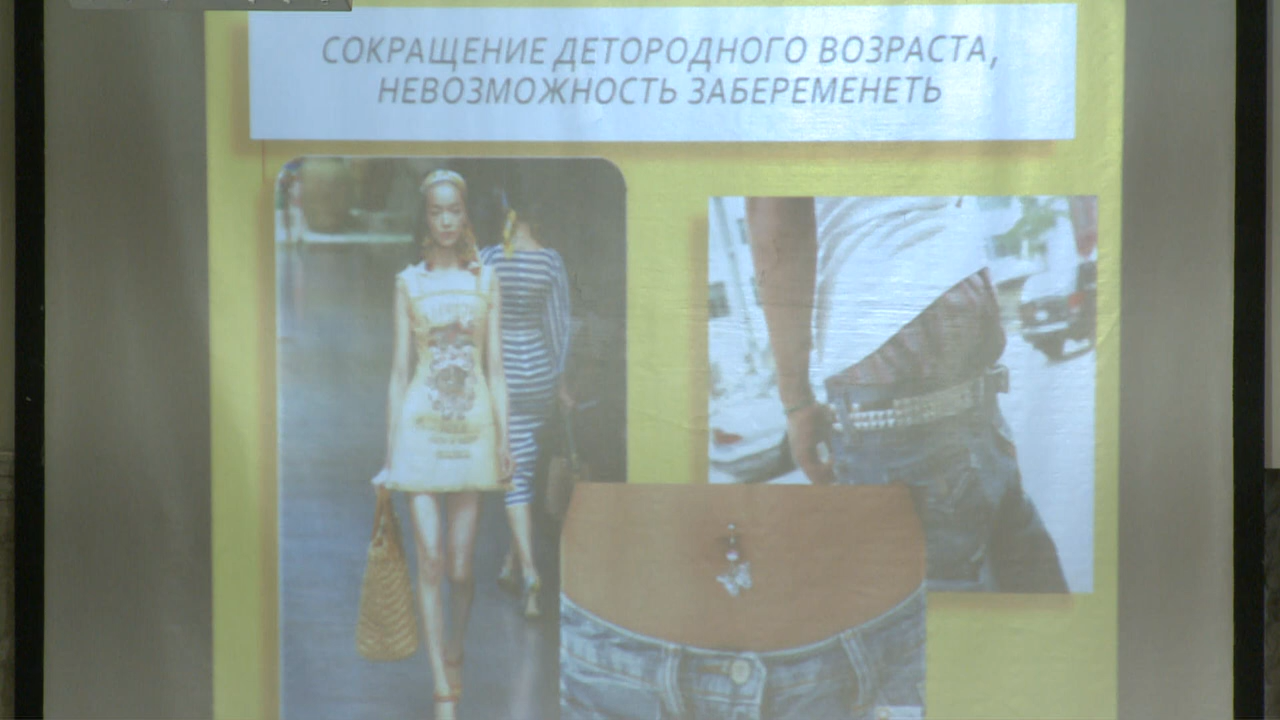 СОКРАЩЕНИЕ ДЕТОРОДНОГО ВОЗРАСТА,
НЕВОЗМОЖНОСТЬ ЗАБЕРЕМЕНЕТЬ